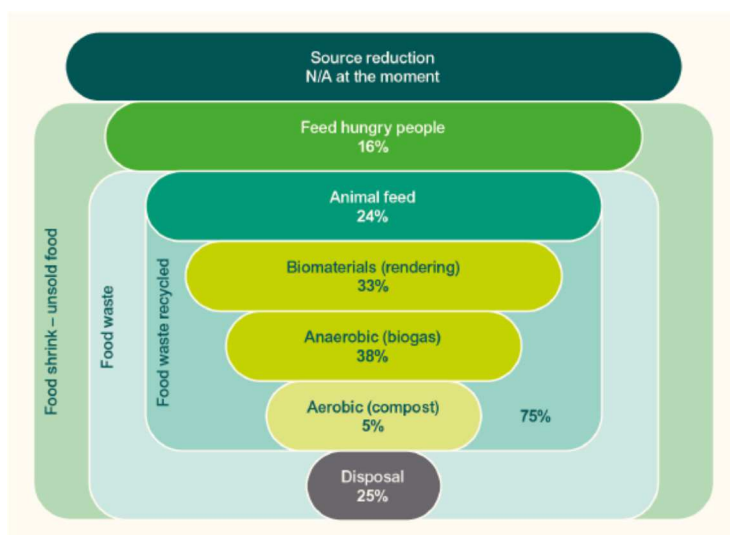 Source reduction
N/A at the moment
Feed hungry people
16%
Animal feed
24%
Biomaterials (rendering)
33%
Anaerobic (biogas)
38%
Aerobic (compost)
5%
75%
Disposal
25%
Food shrink – unsold food
Food waste
Food waste recycled